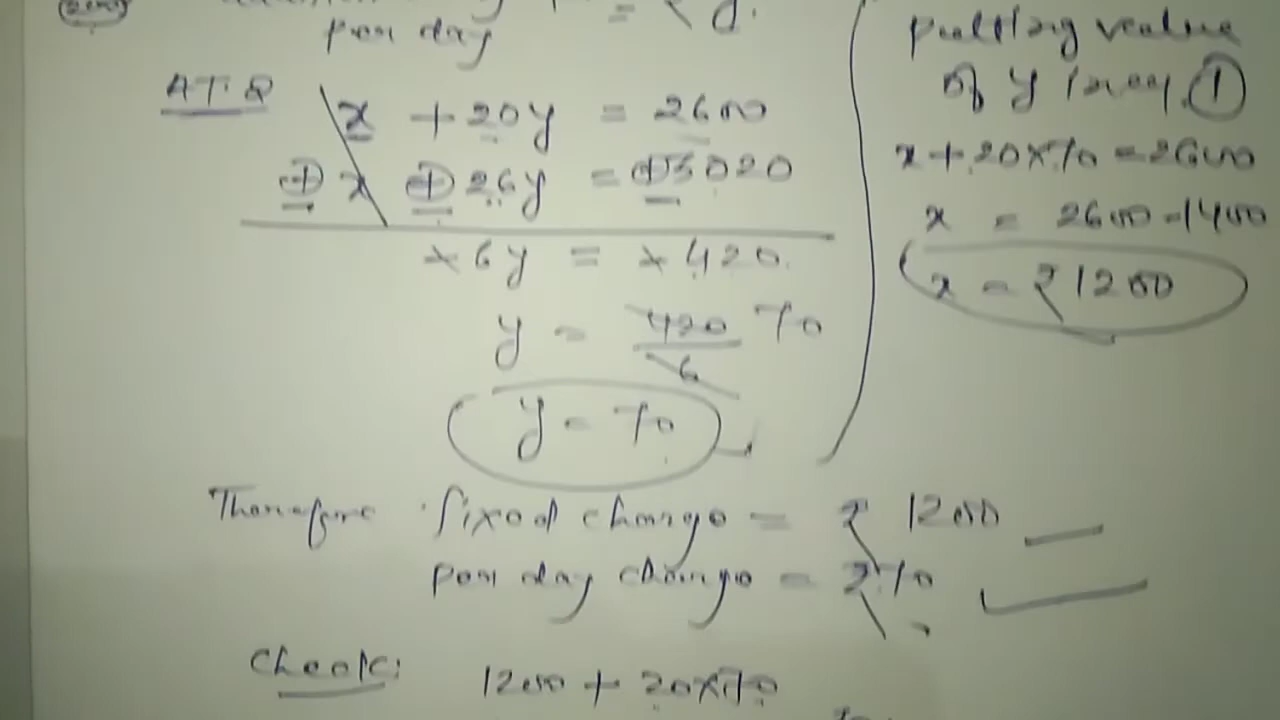 per day = ₹ y.
A.T.Q
x + 20y = 2600
+ x + 26y = + 3020
+ 6y = + 420.
y = 420 70
6
y = 70
putting value
of y in eq. 1
x + 20×70 = 2600
x = 2600 - 1400
x = ₹ 1200
Therefore fixed charge = ₹ 1200
per day charge = ₹ 70
Check:
1200 + 20×70